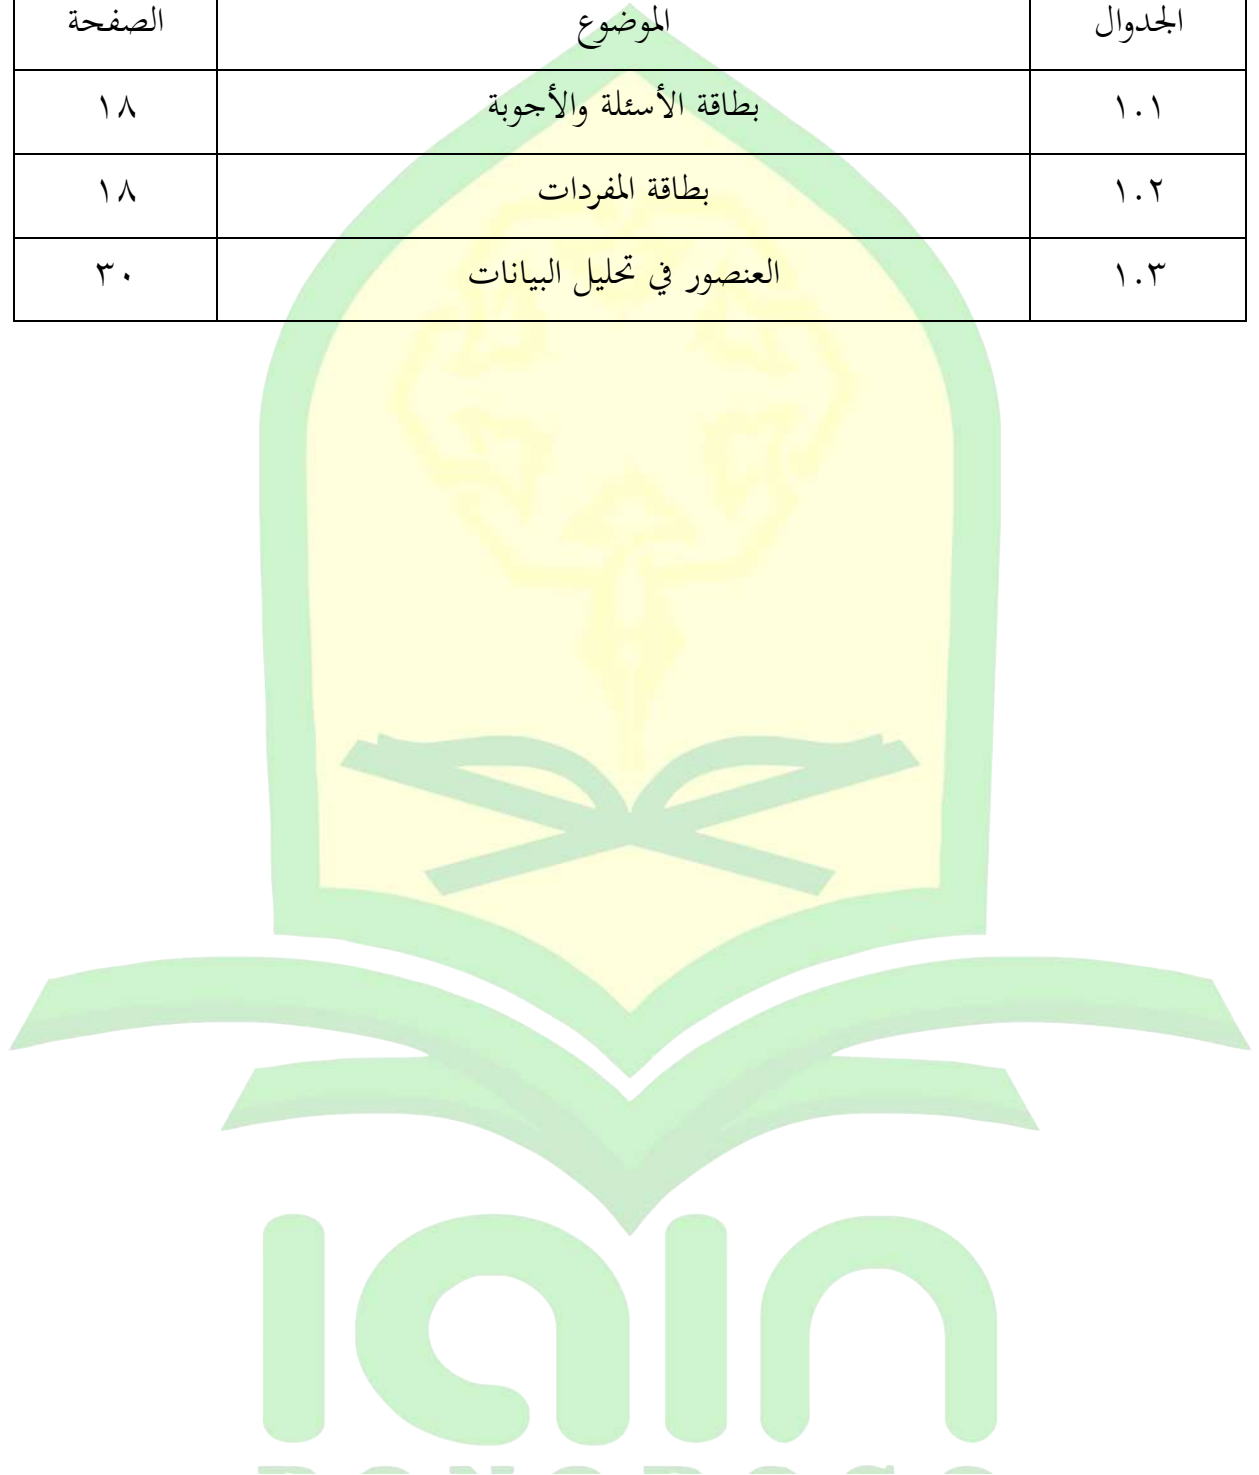 الجدوال الموضوع الصفحة
١.١ بطاقة الأسئلة والأجوبة ١٨
١.٢ بطاقة المفردات ١٨
١.٣ العنصور في تحليل البيانات ٣٠
iain
PONOROGO